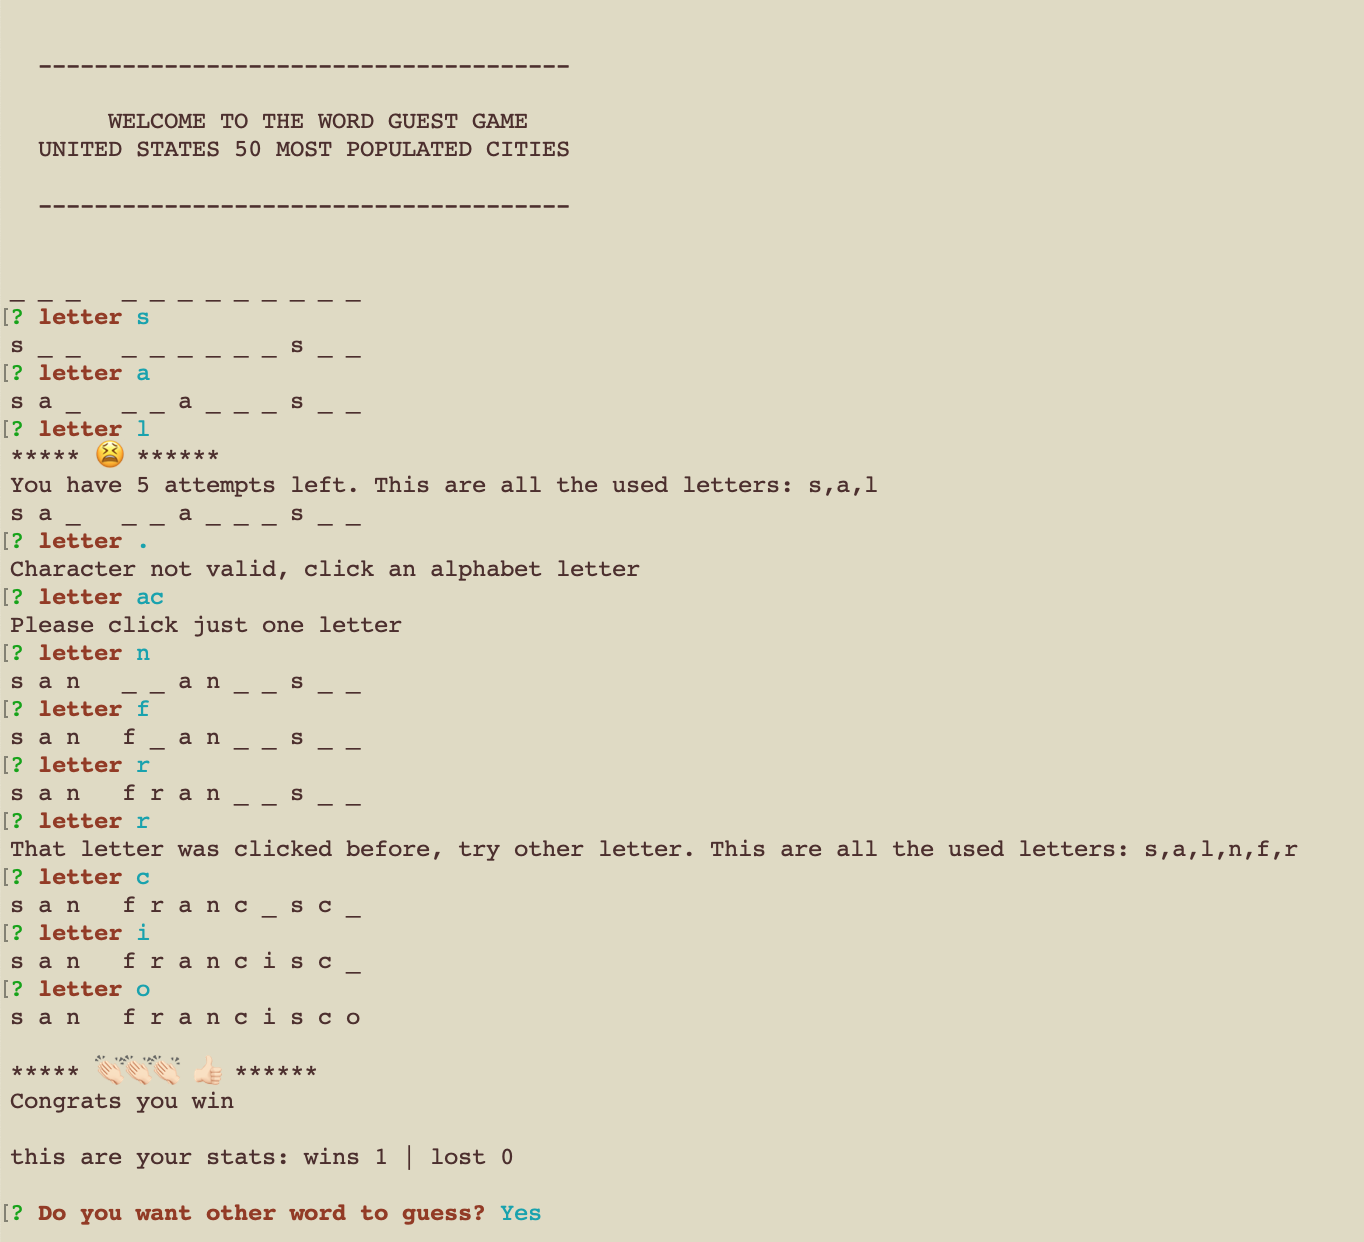 --------------------------------------
WELCOME TO THE WORD GUEST GAME
UNITED STATES 50 MOST POPULATED CITIES
--------------------------------------
_ _ _   _ _ _ _ _ _ _ _ _
[? letter s
s _ _   _ _ _ _ _ _ s _ _
[? letter a
s a _   _ _ a _ _ _ s _ _
[? letter l
***** 😫 ******
You have 5 attempts left. This are all the used letters: s,a,l
s a _   _ _ a _ _ _ s _ _
[? letter .
Character not valid, click an alphabet letter
[? letter ac
Please click just one letter
[? letter n
s a n   _ _ a n _ _ s _ _
[? letter f
s a n   f _ a n _ _ s _ _
[? letter r
s a n   f r a n _ _ s _ _
[? letter r
That letter was clicked before, try other letter. This are all the used letters: s,a,l,n,f,r
[? letter c
s a n   f r a n c _ s c _
[? letter i
s a n   f r a n c i s c _
[? letter o
s a n   f r a n c i s c o
***** 👏🏻👏🏻👏🏻 👍🏻 ******
Congrats you win
this are your stats: wins 1 | lost 0
[? Do you want other word to guess? Yes